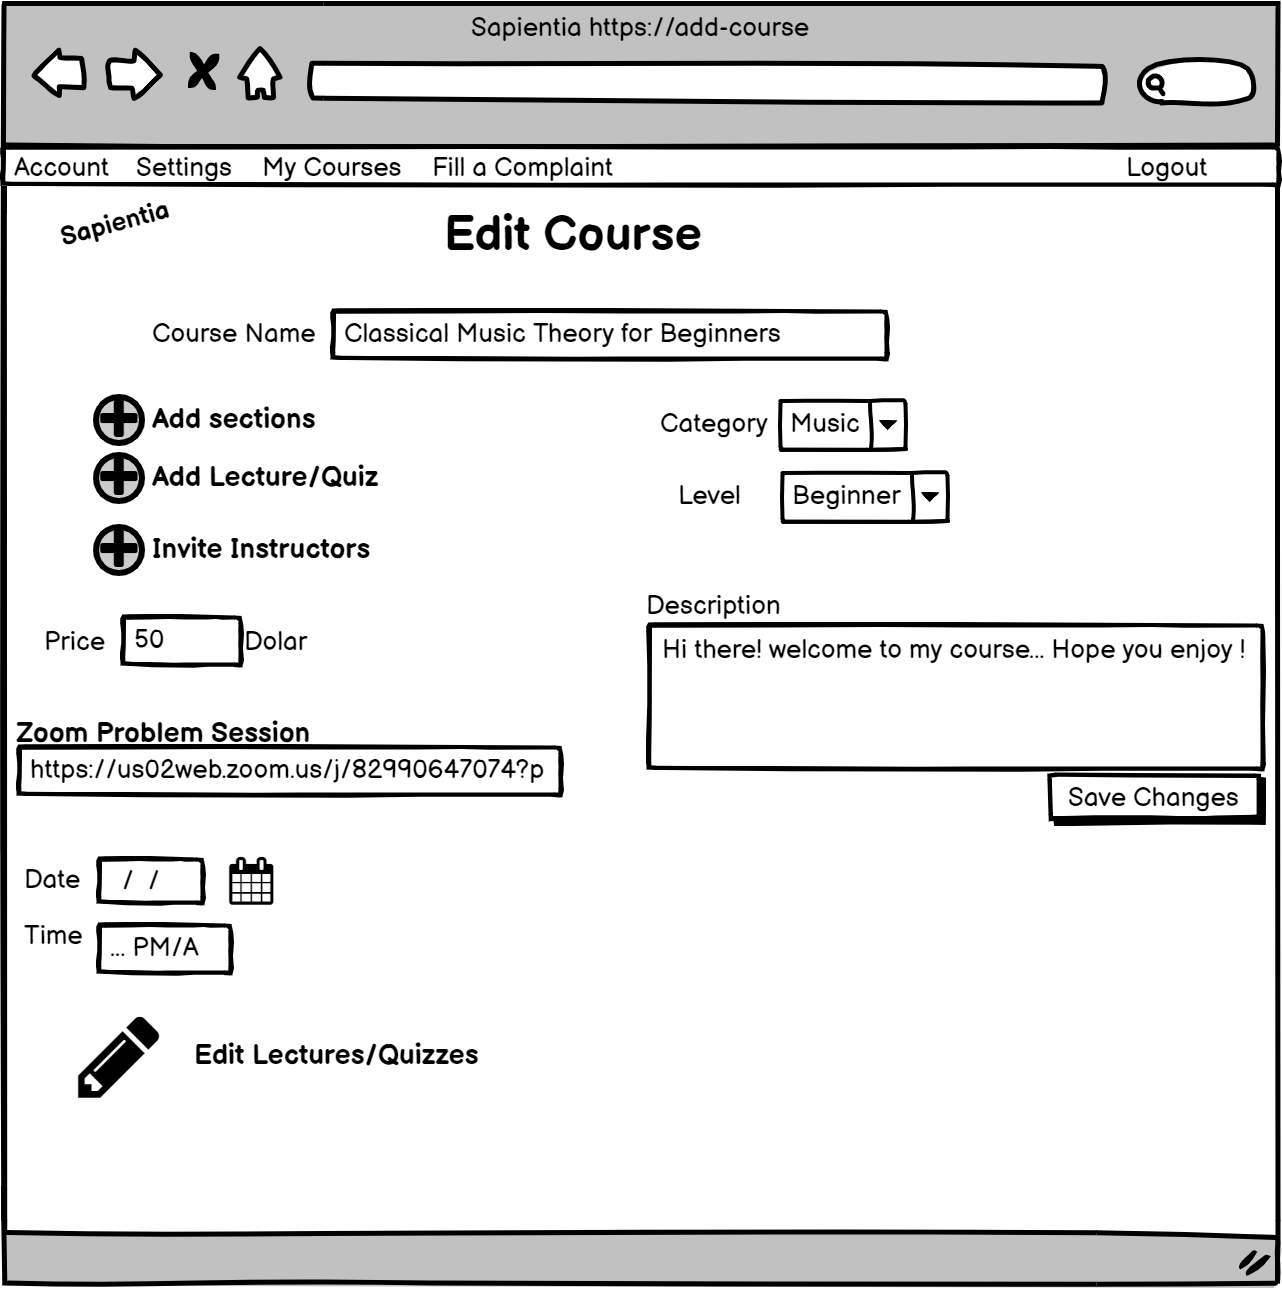 Sapientia https://add-course
Account Settings My Courses Fill a Complaint Logout
Sapientia
Edit Course
Course Name Classical Music Theory for Beginners
Add sections
Category Music
Add Lecture/Quiz
Level Beginner
Invite Instructors
Description
Price 50 Dolar
Hi there! welcome to my course... Hope you enjoy !
Zoom Problem Session
https://us02web.zoom.us/j/82990647074?p
Save Changes
Date / /
Time ... PM/A
Edit Lectures/Quizzes